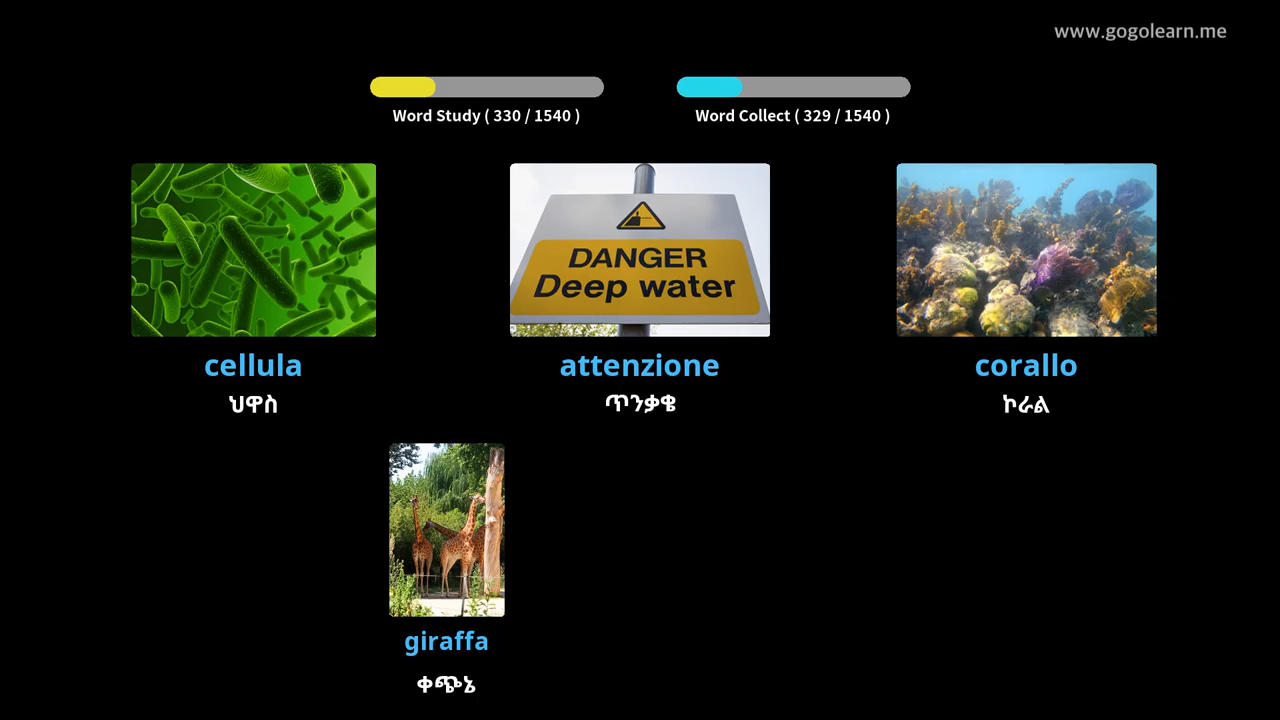 www.gogolearn.me
Word Study ( 330 / 1540 )
Word Collect ( 329 / 1540 )
DANGER
Deep water
cellula
attenzione
corallo
ህዋስ
ጥንቃቄ
ኮራል
giraffa
ቀጭኔ